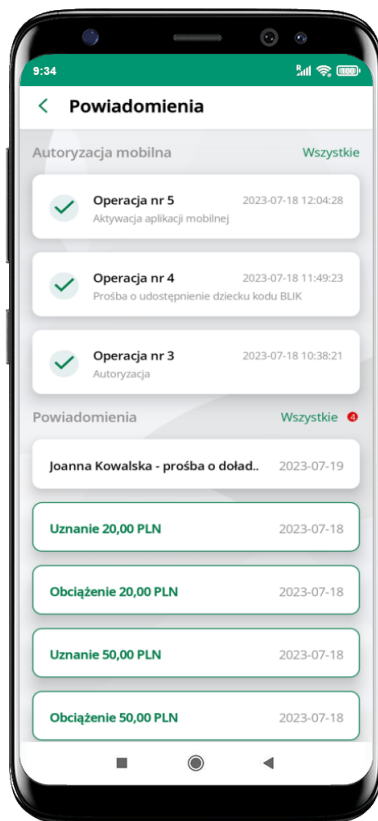 9:34
Powiadomienia
Autoryzacja mobilna Wszystkie
Operacja nr 5 2023-07-18 12:04:28
Aktywacja aplikacji mobilnej
Operacja nr 4 2023-07-18 11:49:23
Prośba o udostępnienie dziecku kodu BLIK
Operacja nr 3 2023-07-18 10:38:21
Autoryzacja
Powiadomienia Wszystkie 4
Joanna Kowalska - prośba o doład.. 2023-07-19
Uznanie 20,00 PLN 2023-07-18
Obciążenie 20,00 PLN 2023-07-18
Uznanie 50,00 PLN 2023-07-18
Obciążenie 50,00 PLN 2023-07-18